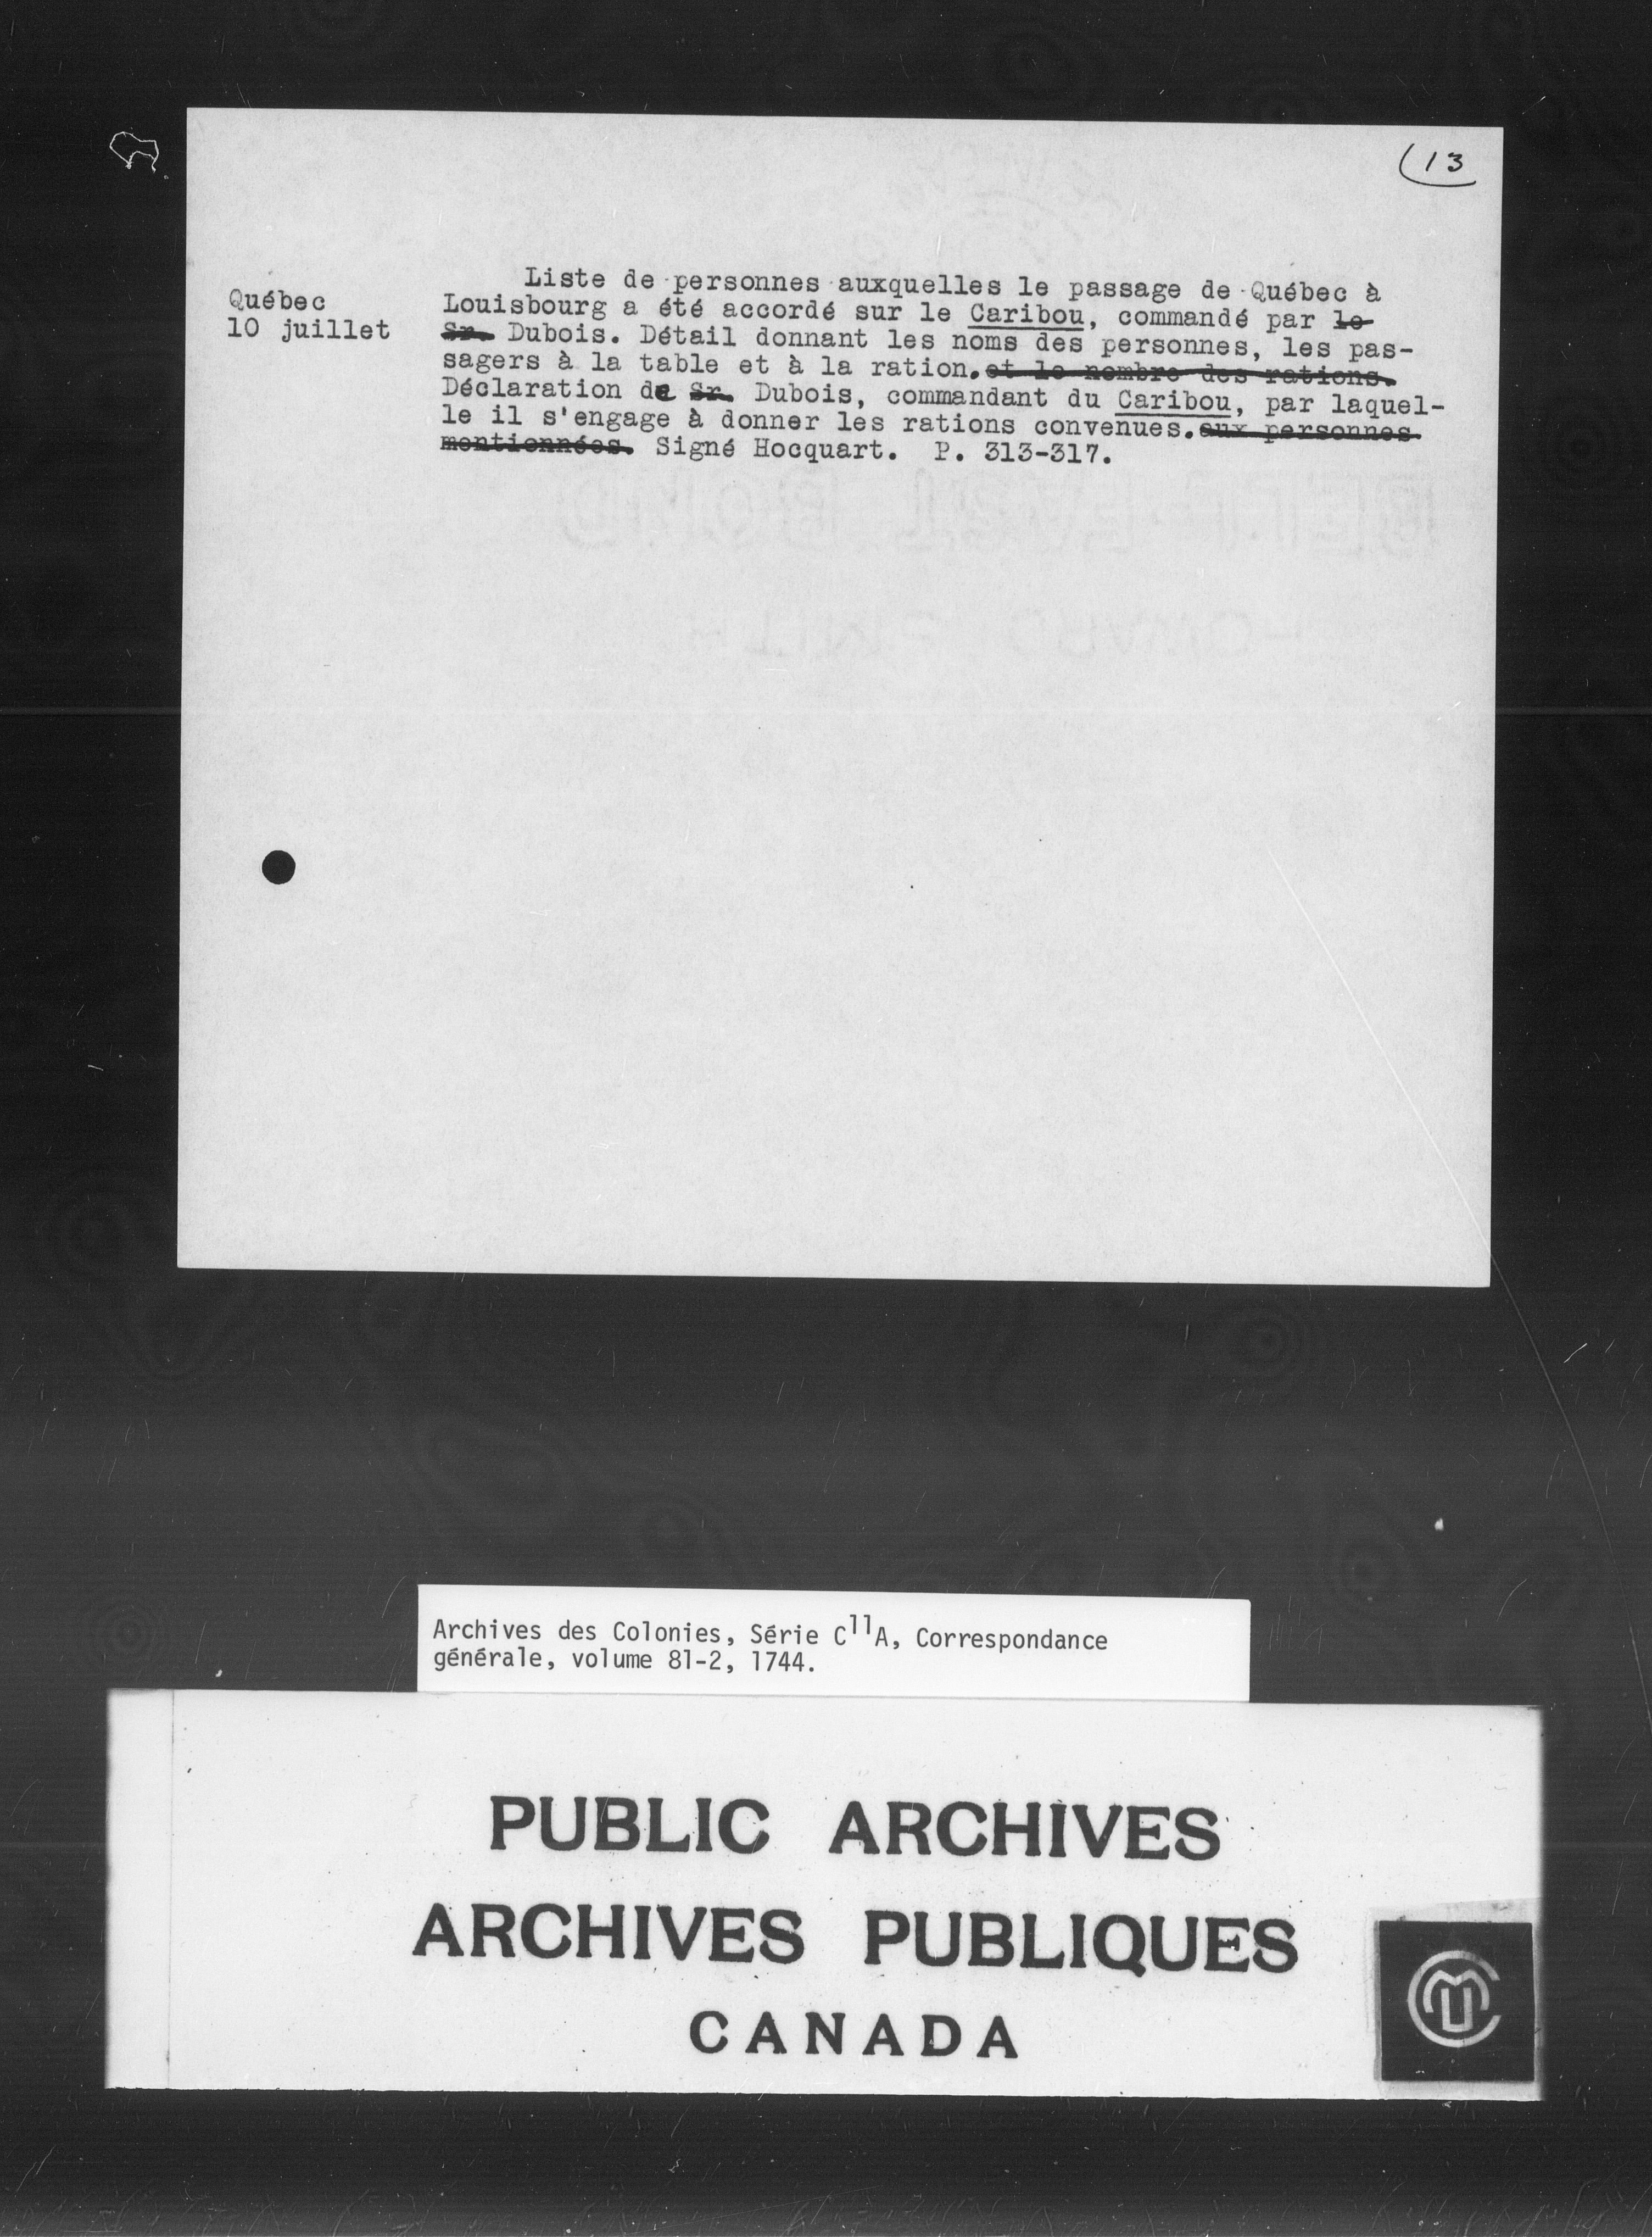 13
Liste de personnes auxquelles le passage de Québec à
Québec
10 juillet
Louisbourg a été accordé sur le Caribou, commandé par le
Sr. Dubois. Détail donnant les noms des personnes, les pas-
sagers à la table et à la ration. et le nombre des rations.
Déclaration de Sr. Dubois, commandant du Caribou, par laquel-
le il s'engage à donner les rations convenues. aux personnes
mentionnées. Signé Hocquart. P. 313-317.
Archives des Colonies, Série C11A, Correspondance
générale, volume 81-2, 1744.
PUBLIC ARCHIVES
ARCHIVES PUBLIQUES
CANADA